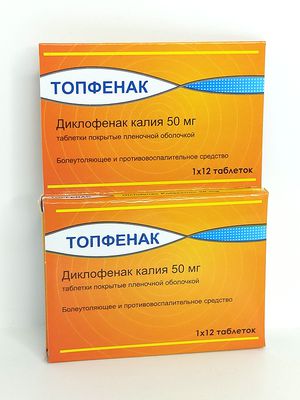 ТОПФЕНАК
Диклофенак калия 50 мг
таблетки покрытые пленочной оболочкой
Болеутоляющее и противовоспалительное средство
1х12 таблеток
ТОПФЕНАК
Диклофенак калия 50 мг
таблетки покрытые пленочной оболочкой
Болеутоляющее и противовоспалительное средство
1х12 таблеток